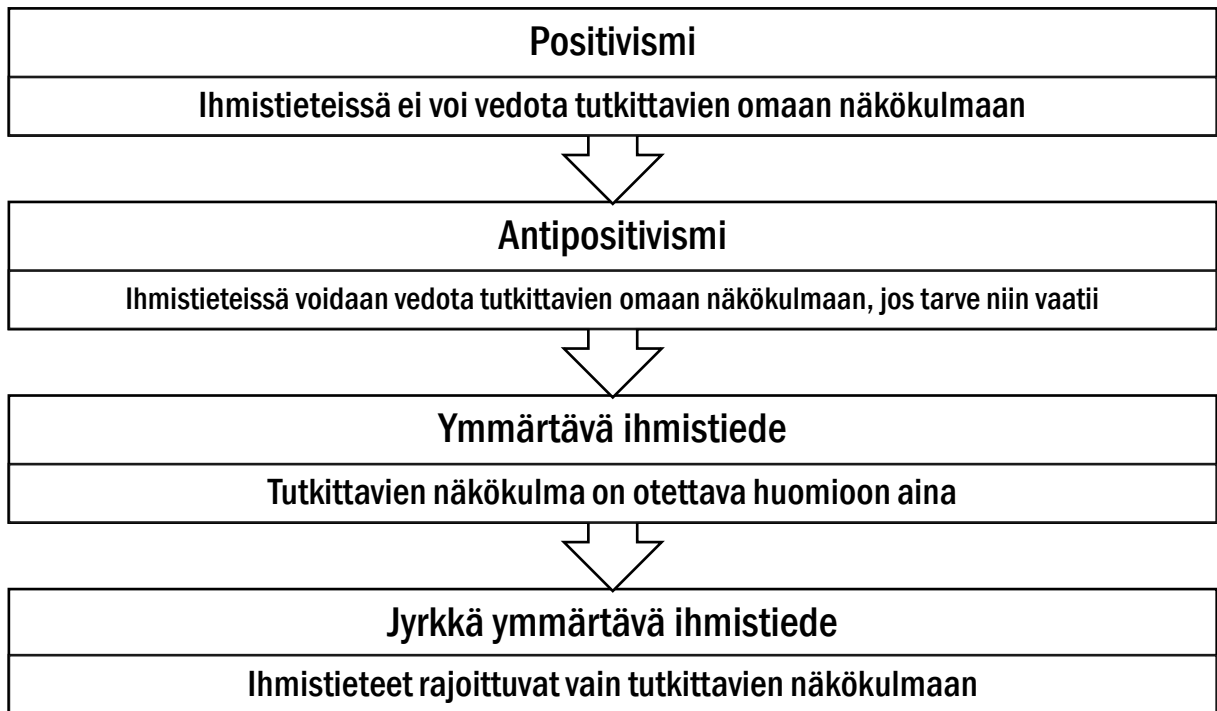 Positivismi
Ihmistieteissä ei voi vedota tutkittavien omaan näkökulmaan
Antipositivismi
Ihmistieteissä voidaan vedota tutkittavien omaan näkökulmaan, jos tarve niin vaatii
Ymmärtävä ihmistiede
Tutkittavien näkökulma on otettava huomioon aina
Jyrkkä ymmärtävä ihmistiede
Ihmistieteet rajoittuvat vain tutkittavien näkökulmaan